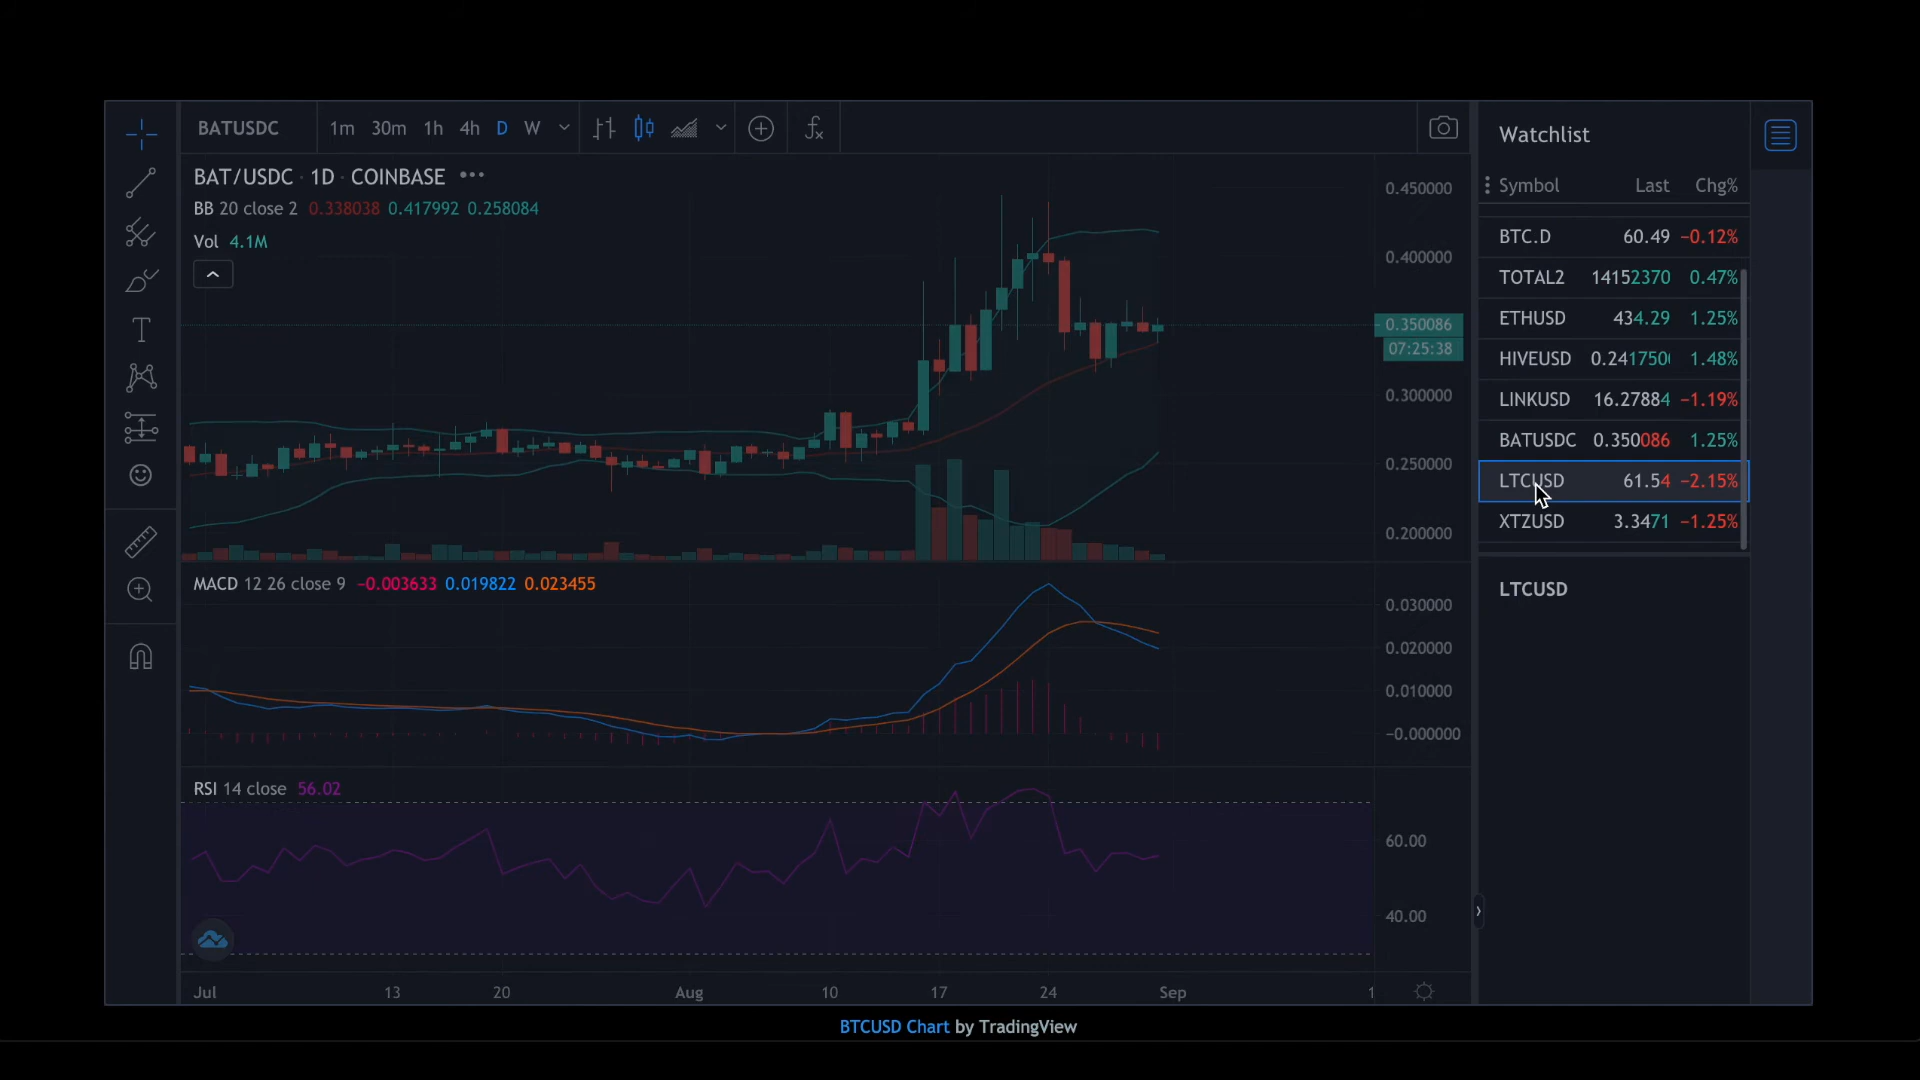 BATUSDC 1m 30m 1h 4h D W
BAT/USDC · 1D · COINBASE
BB 20 close 2 0.338038 0.417992 0.258084
Vol 4.1M
0.450000
0.400000
0.350086
07:25:38
0.300000
0.250000
0.200000
MACD 12 26 close 9 −0.003633 0.019822 0.023455
0.030000
0.020000
0.010000
−0.000000
RSI 14 close 56.02
60.00
40.00
Jul 13 20 Aug 10 17 24 Sep 1
Watchlist
Symbol Last Chg%
BTC.D 60.49 −0.12%
TOTAL2 14152370 0.47%
ETHUSD 434.29 1.25%
HIVEUSD 0.241750 1.48%
LINKUSD 16.27884 −1.19%
BATUSDC 0.350086 1.25%
LTCUSD 61.54 −2.15%
XTZUSD 3.3471 −1.25%
LTCUSD
BTCUSD Chart by TradingView